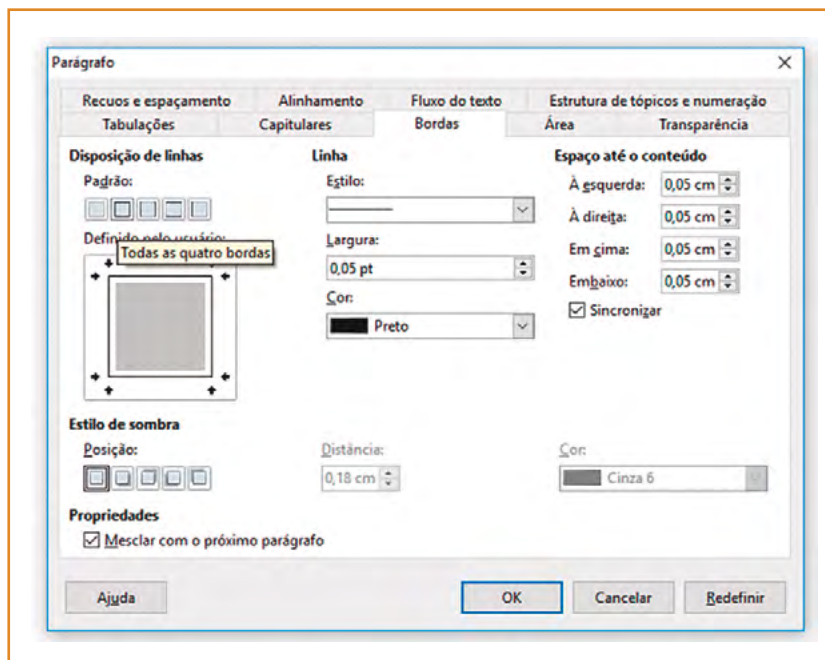 Parágrafo
Recuos e espaçamento Alinhamento Fluxo do texto Estrutura de tópicos e numeração
Tabulações Capitulares Bordas Área Transparência
Disposição de linhas Linha Espaço até o conteúdo
Padrão: Estilo: À esquerda: 0,05 cm
À direita: 0,05 cm
Definido pelo usuário: Largura: Em cima: 0,05 cm
Todas as quatro bordas
0,05 pt Embaixo: 0,05 cm
Cor: Sincronizar
Preto
Estilo de sombra
Posição: Distância: Cor:
0,18 cm Cinza 6
Propriedades
Mesclar com o próximo parágrafo
Ajuda OK Cancelar Redefinir